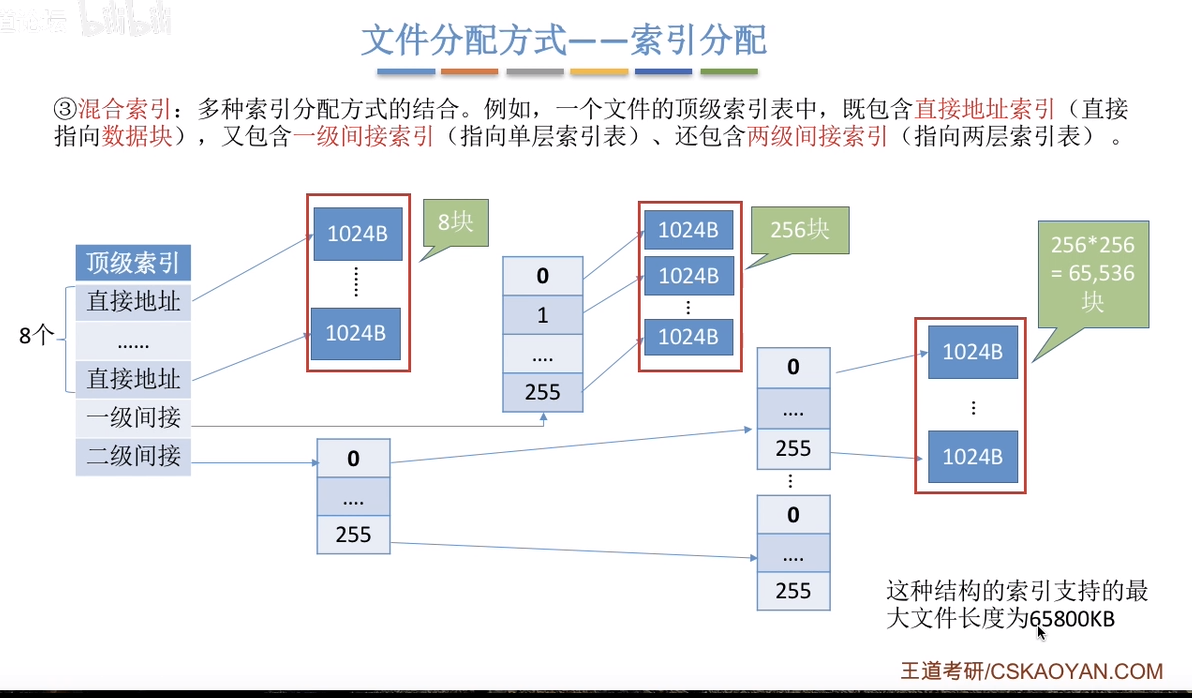 bilibili
文件分配方式——索引分配
③混合索引：多种索引分配方式的结合。例如，一个文件的顶级索引表中，既包含直接地址索引（直接
指向数据块），又包含一级间接索引（指向单层索引表）、还包含两级间接索引（指向两层索引表）。
顶级索引
8个
直接地址
......
直接地址
一级间接
二级间接
1024B
1024B
8块
0
....
255
0
1
....
255
1024B
1024B
1024B
256块
0
....
255
0
....
255
1024B
1024B
256*256
= 65,536
块
这种结构的索引支持的最
大文件长度为65800KB
王道考研/CSKAOYAN.COM